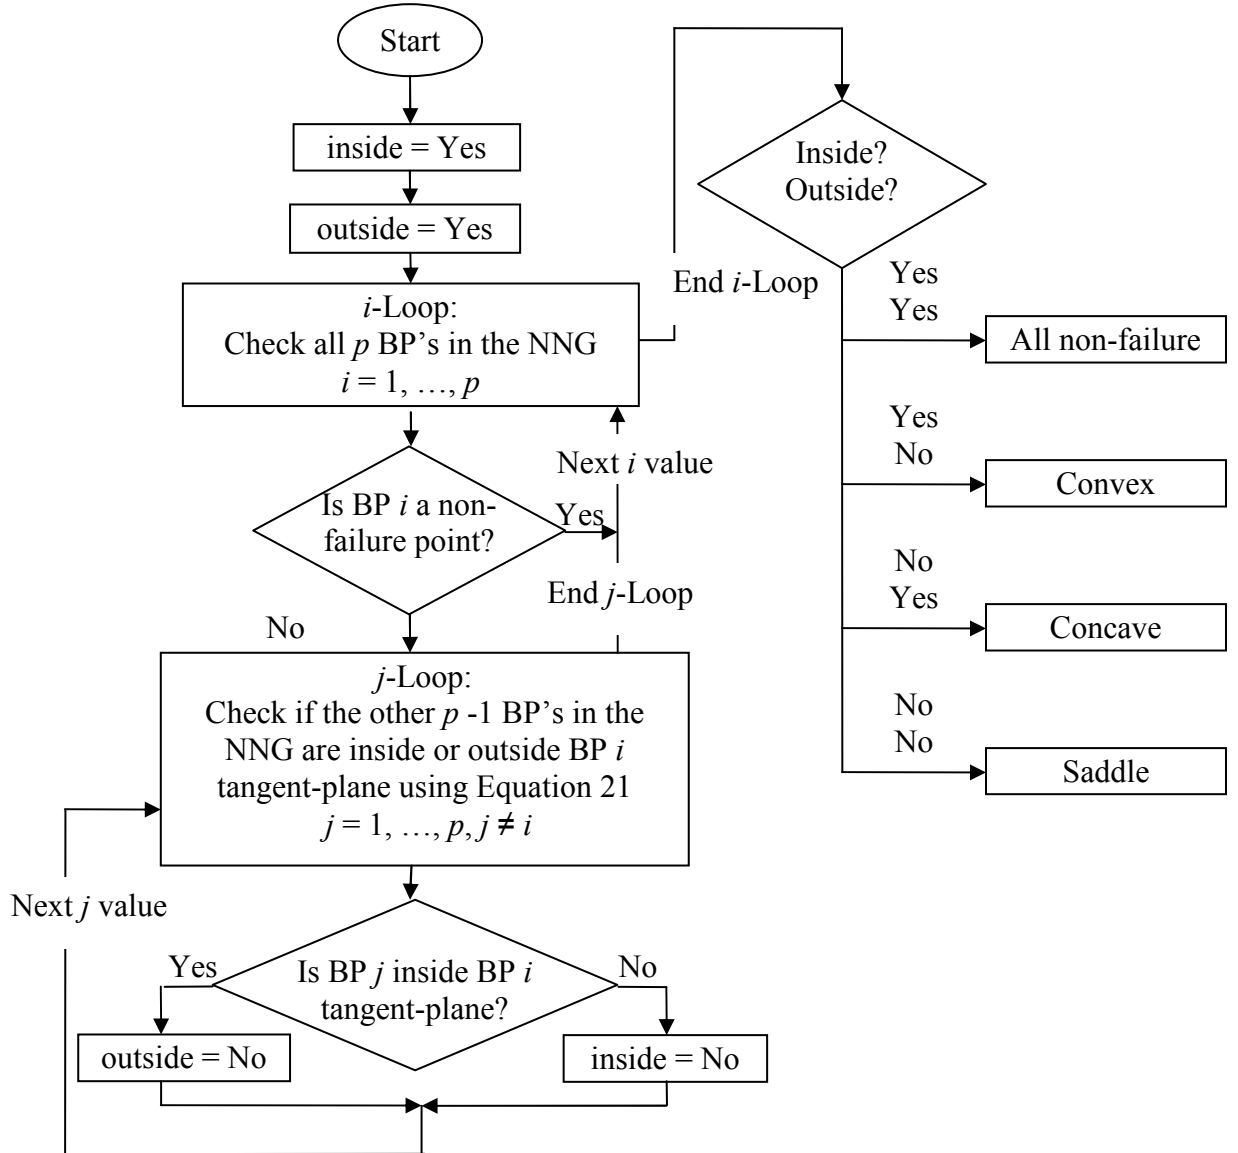 Start
inside = Yes
outside = Yes
i-Loop:
Check all p BP's in the NNG
i = 1, …, p
Is BP i a non-
failure point?
Yes
No
Next i value
End j-Loop
j-Loop:
Check if the other p -1 BP's in the
NNG are inside or outside BP i
tangent-plane using Equation 21
j = 1, …, p, j ≠ i
Next j value
Is BP j inside BP i
tangent-plane?
Yes
No
outside = No
inside = No
End i-Loop
Inside?
Outside?
Yes
Yes
All non-failure
Yes
No
Convex
No
Yes
Concave
No
No
Saddle